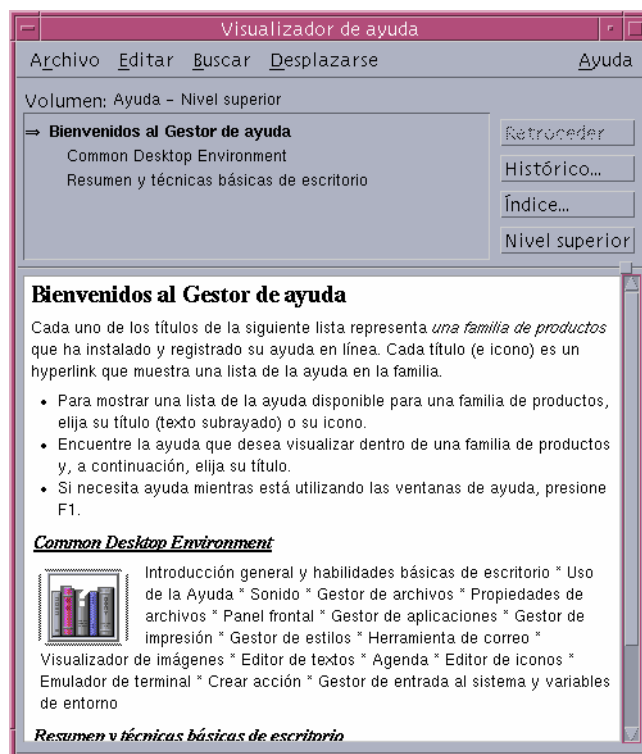 Visualizador de ayuda
Archivo Editar Buscar Desplazarse Ayuda
Volumen: Ayuda – Nivel superior
⇒ Bienvenidos al Gestor de ayuda
Common Desktop Environment
Resumen y técnicas básicas de escritorio
Retroceder
Histórico...
Índice...
Nivel superior
Bienvenidos al Gestor de ayuda
Cada uno de los títulos de la siguiente lista representa una familia de productos
que ha instalado y registrado su ayuda en línea. Cada título (e icono) es un
hyperlink que muestra una lista de la ayuda en la familia.
• Para mostrar una lista de la ayuda disponible para una familia de productos,
elija su título (texto subrayado) o su icono.
• Encuentre la ayuda que desea visualizar dentro de una familia de productos
y, a continuación, elija su título.
• Si necesita ayuda mientras está utilizando las ventanas de ayuda, presione
F1.
Common Desktop Environment
Introducción general y habilidades básicas de escritorio * Uso
de la Ayuda * Sonido * Gestor de archivos * Propiedades de
archivos * Panel frontal * Gestor de aplicaciones * Gestor de
impresión * Gestor de estilos * Herramienta de correo *
Visualizador de imágenes * Editor de textos * Agenda * Editor de iconos *
Emulador de terminal * Crear acción * Gestor de entrada al sistema y variables
de entorno
Resumen y técnicas básicas de escritorio